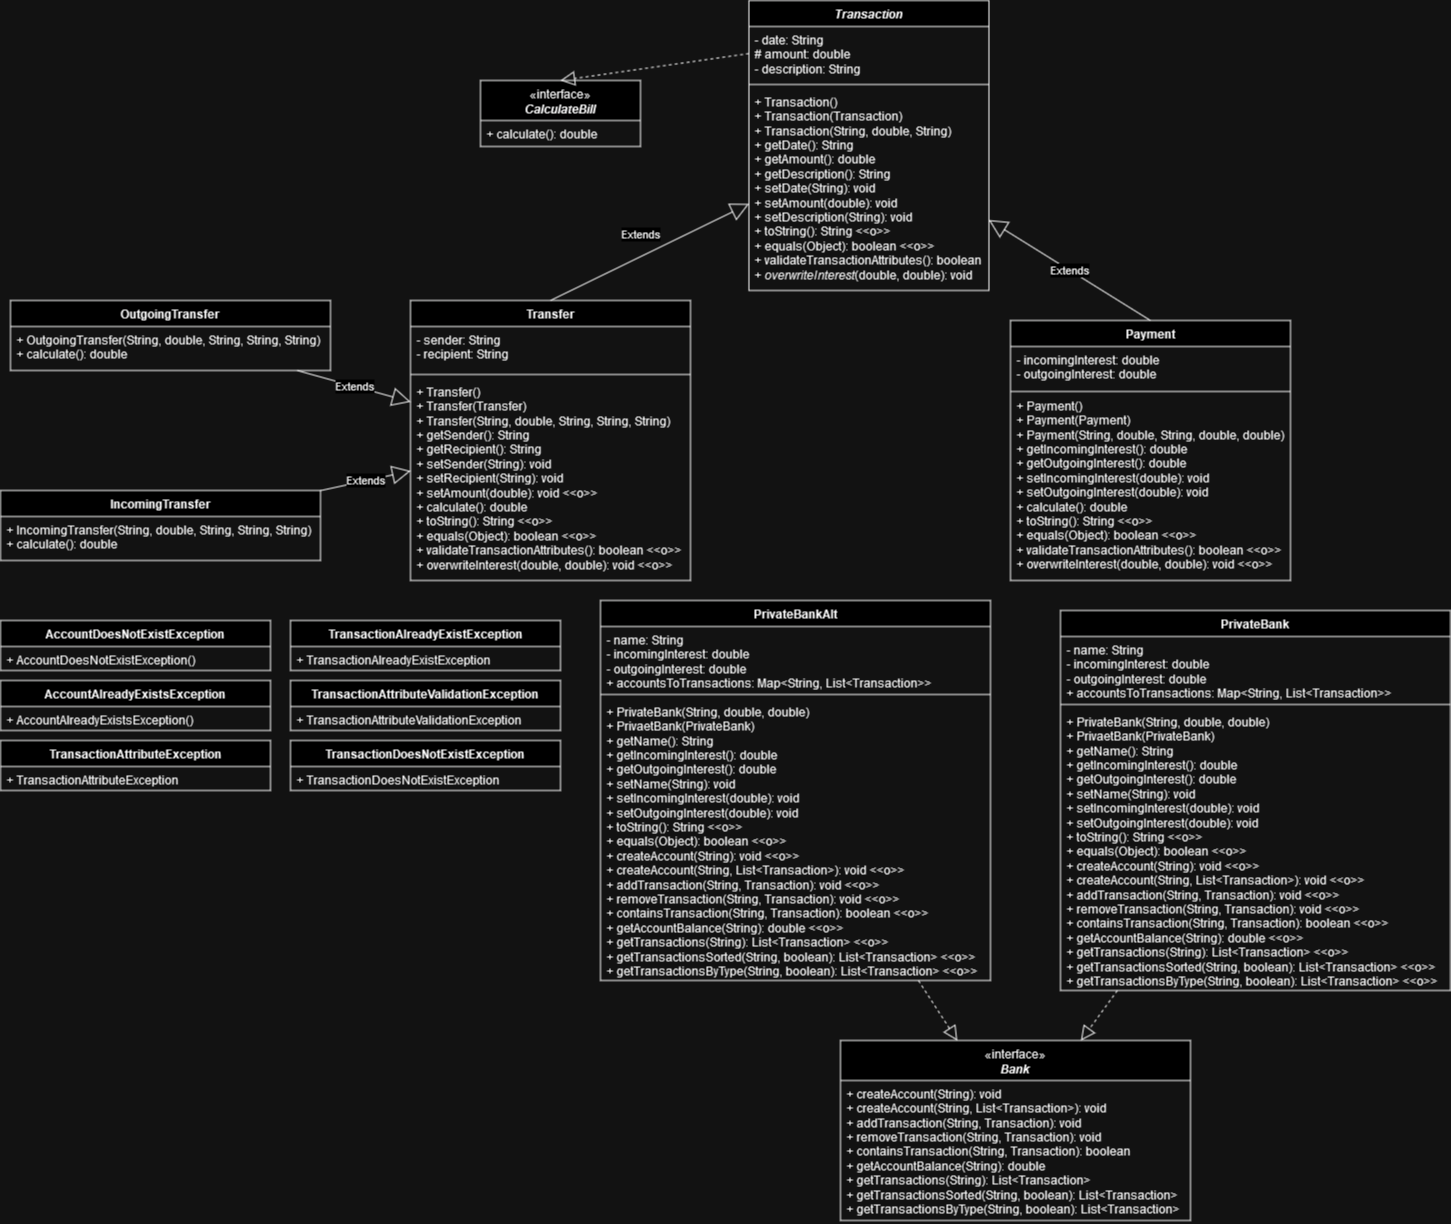 Transaction
- date: String
# amount: double
- description: String
+ Transaction()
+ Transaction(Transaction)
+ Transaction(String, double, String)
+ getDate(): String
+ getAmount(): double
+ getDescription(): String
+ setDate(String): void
+ setAmount(double): void
+ setDescription(String): void
+ toString(): String <<o>>
+ equals(Object): boolean <<o>>
+ validateTransactionAttributes(): boolean
+ overwriteInterest(double, double): void
«interface»
CalculateBill
+ calculate(): double
Extends
Extends
OutgoingTransfer
+ OutgoingTransfer(String, double, String, String, String)
+ calculate(): double
Extends
IncomingTransfer
+ IncomingTransfer(String, double, String, String, String)
+ calculate(): double
Extends
Transfer
- sender: String
- recipient: String
+ Transfer()
+ Transfer(Transfer)
+ Transfer(String, double, String, String, String)
+ getSender(): String
+ getRecipient(): String
+ setSender(String): void
+ setRecipient(String): void
+ setAmount(double): void <<o>>
+ calculate(): double
+ toString(): String <<o>>
+ equals(Object): boolean <<o>>
+ validateTransactionAttributes(): boolean <<o>>
+ overwriteInterest(double, double): void <<o>>
Payment
- incomingInterest: double
- outgoingInterest: double
+ Payment()
+ Payment(Payment)
+ Payment(String, double, String, double, double)
+ getIncomingInterest(): double
+ getOutgoingInterest(): double
+ setIncomingInterest(double): void
+ setOutgoingInterest(double): void
+ calculate(): double
+ toString(): String <<o>>
+ equals(Object): boolean <<o>>
+ validateTransactionAttributes(): boolean <<o>>
+ overwriteInterest(double, double): void <<o>>
AccountDoesNotExistException
+ AccountDoesNotExistException()
TransactionAlreadyExistException
+ TransactionAlreadyExistException
AccountAlreadyExistsException
+ AccountAlreadyExistsException()
TransactionAttributeValidationException
+ TransactionAttributeValidationException
TransactionAttributeException
+ TransactionAttributeException
TransactionDoesNotExistException
+ TransactionDoesNotExistException
PrivateBankAlt
- name: String
- incomingInterest: double
- outgoingInterest: double
+ accountsToTransactions: Map<String, List<Transaction>>
+ PrivateBank(String, double, double)
+ PrivaetBank(PrivateBank)
+ getName(): String
+ getIncomingInterest(): double
+ getOutgoingInterest(): double
+ setName(String): void
+ setIncomingInterest(double): void
+ setOutgoingInterest(double): void
+ toString(): String <<o>>
+ equals(Object): boolean <<o>>
+ createAccount(String): void <<o>>
+ createAccount(String, List<Transaction>): void <<o>>
+ addTransaction(String, Transaction): void <<o>>
+ removeTransaction(String, Transaction): void <<o>>
+ containsTransaction(String, Transaction): boolean <<o>>
+ getAccountBalance(String): double <<o>>
+ getTransactions(String): List<Transaction> <<o>>
+ getTransactionsSorted(String, boolean): List<Transaction> <<o>>
+ getTransactionsByType(String, boolean): List<Transaction> <<o>>
PrivateBank
- name: String
- incomingInterest: double
- outgoingInterest: double
+ accountsToTransactions: Map<String, List<Transaction>>
+ PrivateBank(String, double, double)
+ PrivaetBank(PrivateBank)
+ getName(): String
+ getIncomingInterest(): double
+ getOutgoingInterest(): double
+ setName(String): void
+ setIncomingInterest(double): void
+ setOutgoingInterest(double): void
+ toString(): String <<o>>
+ equals(Object): boolean <<o>>
+ createAccount(String): void <<o>>
+ createAccount(String, List<Transaction>): void <<o>>
+ addTransaction(String, Transaction): void <<o>>
+ removeTransaction(String, Transaction): void <<o>>
+ containsTransaction(String, Transaction): boolean <<o>>
+ getAccountBalance(String): double <<o>>
+ getTransactions(String): List<Transaction> <<o>>
+ getTransactionsSorted(String, boolean): List<Transaction> <<o>>
+ getTransactionsByType(String, boolean): List<Transaction> <<o>>
«interface»
Bank
+ createAccount(String): void
+ createAccount(String, List<Transaction>): void
+ addTransaction(String, Transaction): void
+ removeTransaction(String, Transaction): void
+ containsTransaction(String, Transaction): boolean
+ getAccountBalance(String): double
+ getTransactions(String): List<Transaction>
+ getTransactionsSorted(String, boolean): List<Transaction>
+ getTransactionsByType(String, boolean): List<Transaction>